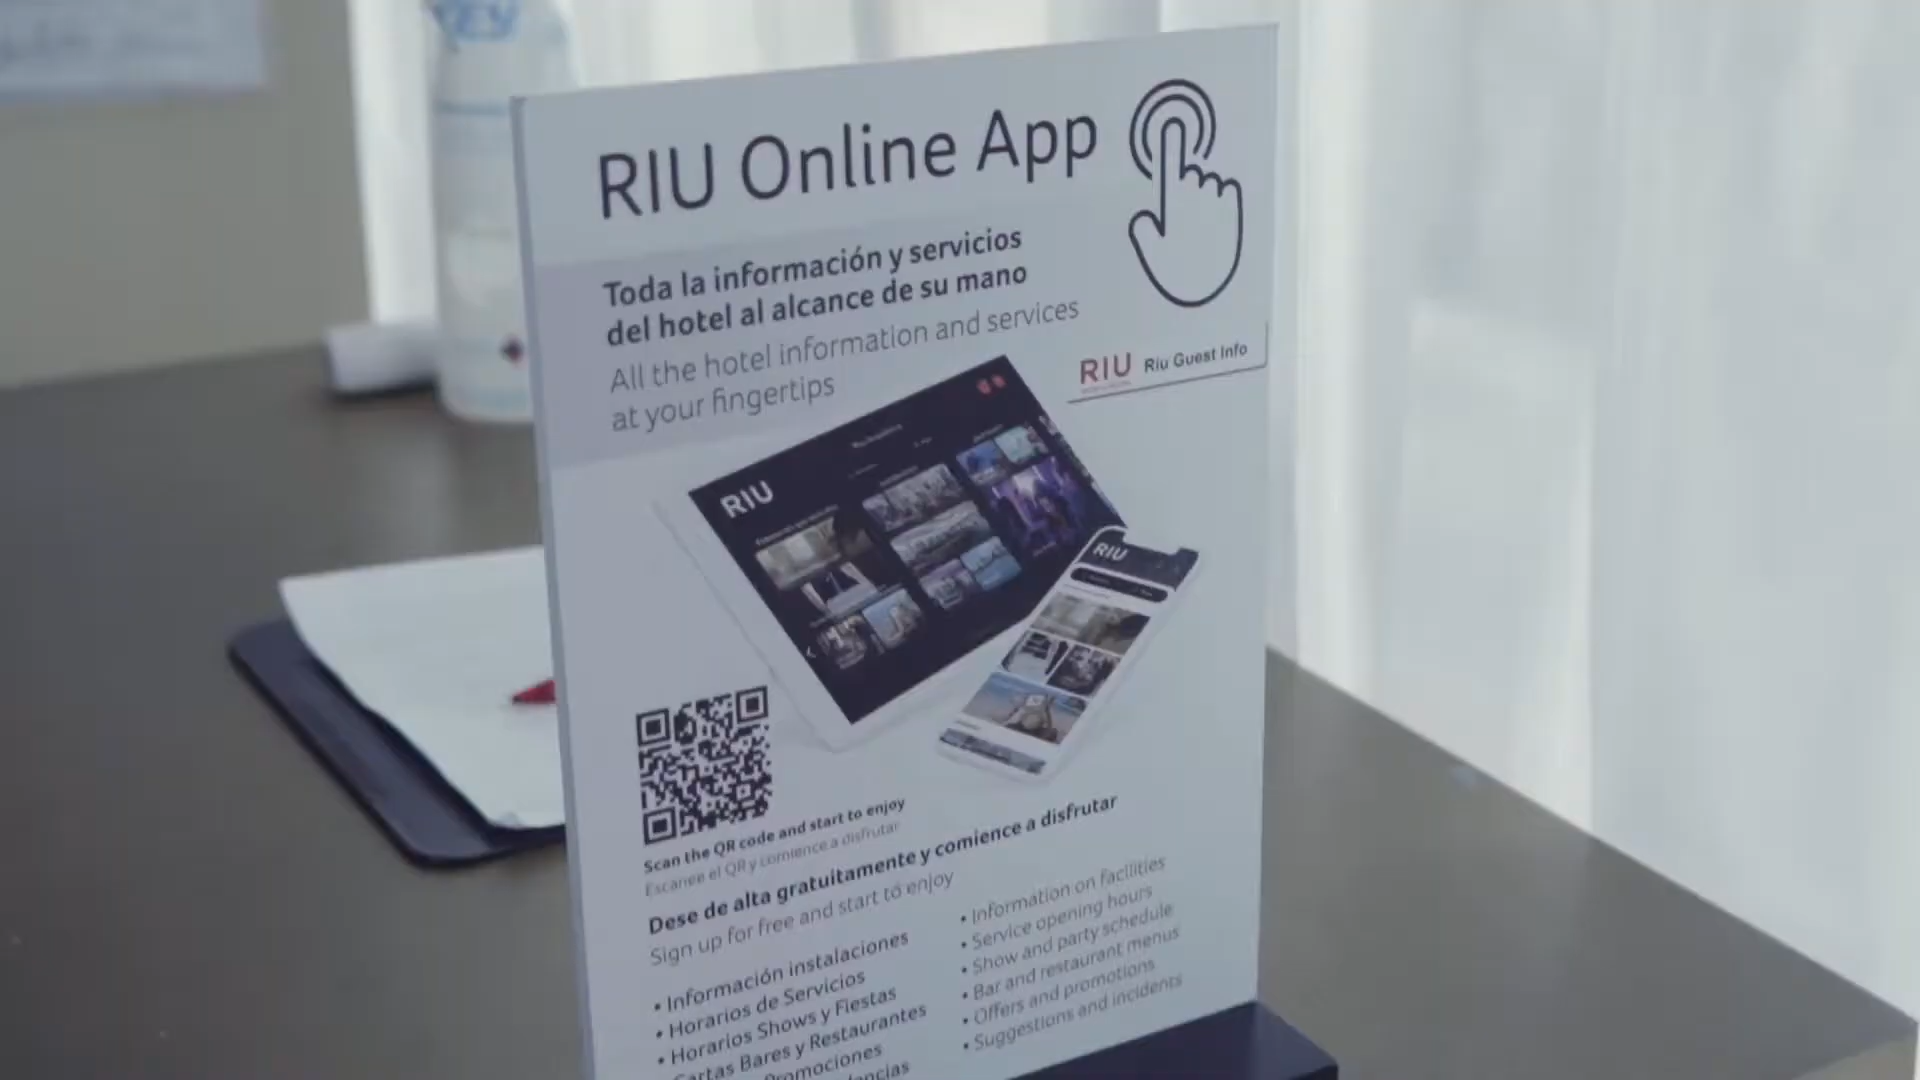 RIU Online App
Toda la información y servicios
del hotel al alcance de su mano
All the hotel information and services
at your fingertips
RIU Riu Guest Info
RIU
RIU
Scan the QR code and start to enjoy
Escanee el QR y comience a disfrutar
Dese de alta gratuitamente y comience a disfrutar
Sign up for free and start to enjoy
• Información instalaciones
• Horarios de Servicios
• Horarios Shows y Fiestas
Cartas Bares y Restaurantes
• Information on facilities
• Service opening hours
• Show and party schedule
• Bar and restaurant menus
• Offers and promotions
• Suggestions and incidents